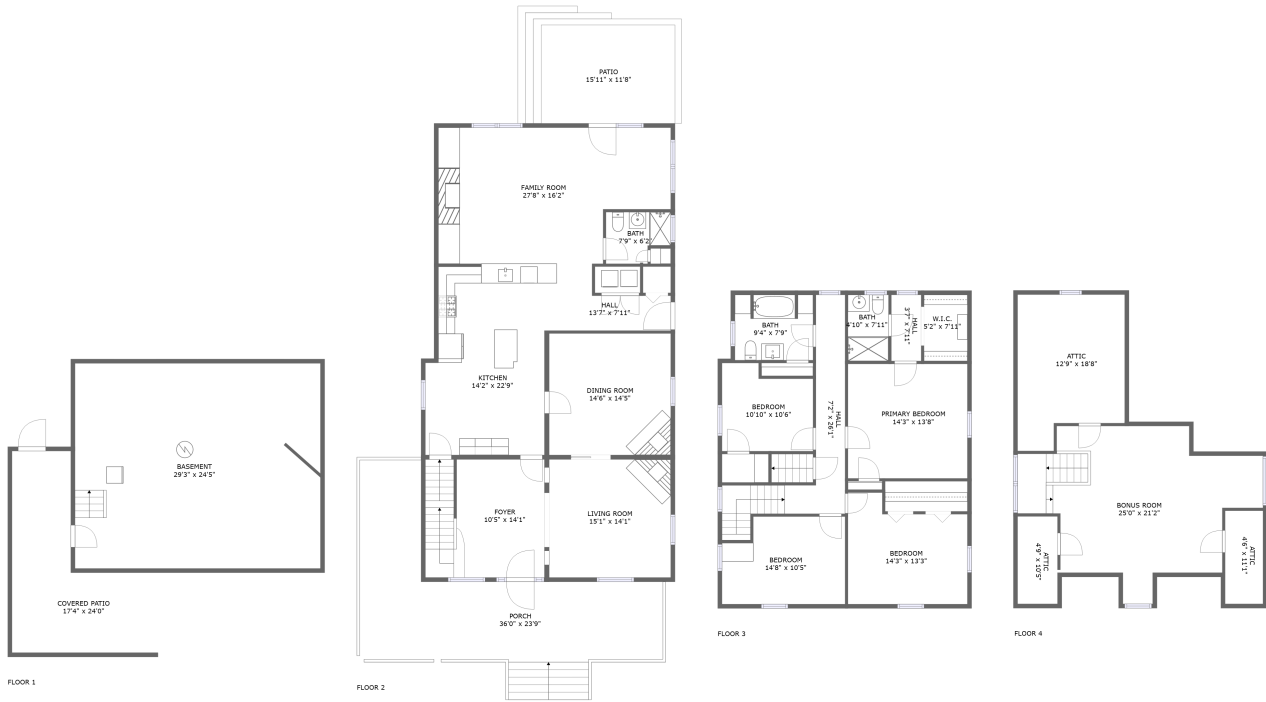 BASEMENT
29'3" x 24'5"
COVERED PATIO
17'4" x 24'0"
FLOOR 1
PATIO
15'11" x 11'8"
FAMILY ROOM
27'8" x 16'2"
BATH
7'9" x 6'2"
HALL
13'7" x 7'11"
KITCHEN
14'2" x 22'9"
DINING ROOM
14'6" x 14'5"
FOYER
10'5" x 14'1"
LIVING ROOM
15'1" x 14'1"
PORCH
36'0" x 23'9"
FLOOR 2
BATH
9'4" x 7'9"
BATH
4'10" x 7'11"
HALL
3'7" x 7'11"
W.I.C.
5'2" x 7'11"
BEDROOM
10'10" x 10'6"
HALL
7'2" x 26'1"
PRIMARY BEDROOM
14'3" x 13'8"
BEDROOM
14'8" x 10'5"
BEDROOM
14'3" x 13'3"
FLOOR 3
ATTIC
12'9" x 18'8"
BONUS ROOM
25'0" x 21'2"
ATTIC
4'9" x 10'5"
ATTIC
4'6" x 11'1"
FLOOR 4